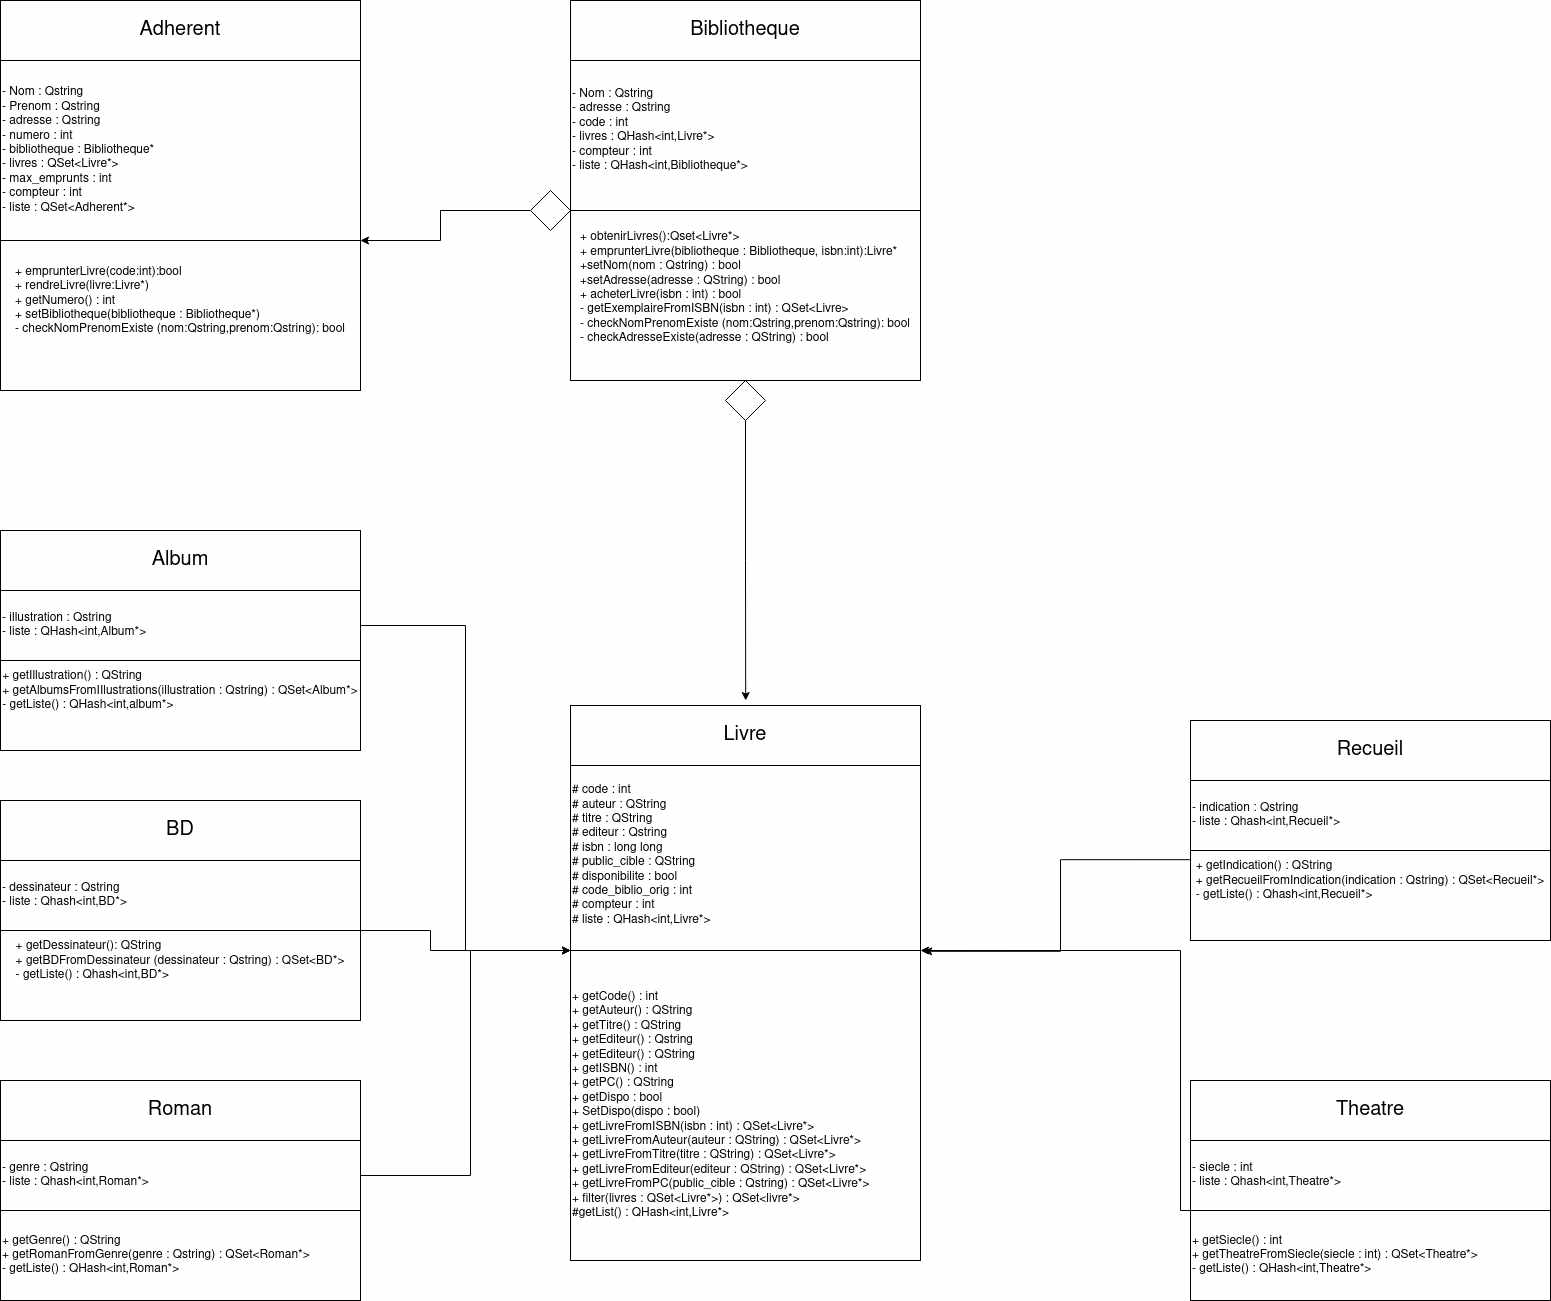 Adherent
- Nom : Qstring
- Prenom : Qstring
- adresse : Qstring
- numero : int
- bibliotheque : Bibliotheque*
- livres : QSet<Livre*>
- max_emprunts : int
- compteur : int
- liste : QSet<Adherent*>
+ emprunterLivre(code:int):bool
+ rendreLivre(livre:Livre*)
+ getNumero() : int
+ setBibliotheque(bibliotheque : Bibliotheque*)
- checkNomPrenomExiste (nom:Qstring,prenom:Qstring): bool
Bibliotheque
- Nom : Qstring
- adresse : Qstring
- code : int
- livres : QHash<int,Livre*>
- compteur : int
- liste : QHash<int,Bibliotheque*>
+ obtenirLivres():Qset<Livre*>
+ emprunterLivre(bibliotheque : Bibliotheque, isbn:int):Livre*
+setNom(nom : Qstring) : bool
+setAdresse(adresse : QString) : bool
+ acheterLivre(isbn : int) : bool
- getExemplaireFromISBN(isbn : int) : QSet<Livre>
- checkNomPrenomExiste (nom:Qstring,prenom:Qstring): bool
- checkAdresseExiste(adresse : QString) : bool
Album
- illustration : Qstring
- liste : QHash<int,Album*>
+ getIllustration() : QString
+ getAlbumsFromIllustrations(illustration : Qstring) : QSet<Album*>
- getListe() : QHash<int,album*>
BD
- dessinateur : Qstring
- liste : Qhash<int,BD*>
+ getDessinateur(): QString
+ getBDFromDessinateur (dessinateur : Qstring) : QSet<BD*>
- getListe() : Qhash<int,BD*>
Roman
- genre : Qstring
- liste : Qhash<int,Roman*>
+ getGenre() : QString
+ getRomanFromGenre(genre : Qstring) : QSet<Roman*>
- getListe() : QHash<int,Roman*>
Livre
# code : int
# auteur : QString
# titre : QString
# editeur : Qstring
# isbn : long long
# public_cible : QString
# disponibilite : bool
# code_biblio_orig : int
# compteur : int
# liste : QHash<int,Livre*>
+ getCode() : int
+ getAuteur() : QString
+ getTitre() : QString
+ getEditeur() : Qstring
+ getEditeur() : QString
+ getISBN() : int
+ getPC() : QString
+ getDispo : bool
+ SetDispo(dispo : bool)
+ getLivreFromISBN(isbn : int) : QSet<Livre*>
+ getLivreFromAuteur(auteur : QString) : QSet<Livre*>
+ getLivreFromTitre(titre : QString) : QSet<Livre*>
+ getLivreFromEditeur(editeur : QString) : QSet<Livre*>
+ getLivreFromPC(public_cible : Qstring) : QSet<Livre*>
+ filter(livres : QSet<Livre*>) : QSet<livre*>
#getList() : QHash<int,Livre*>
Recueil
- indication : Qstring
- liste : Qhash<int,Recueil*>
+ getIndication() : QString
+ getRecueilFromIndication(indication : Qstring) : QSet<Recueil*>
- getListe() : Qhash<int,Recueil*>
Theatre
- siecle : int
- liste : Qhash<int,Theatre*>
+ getSiecle() : int
+ getTheatreFromSiecle(siecle : int) : QSet<Theatre*>
- getListe() : QHash<int,Theatre*>